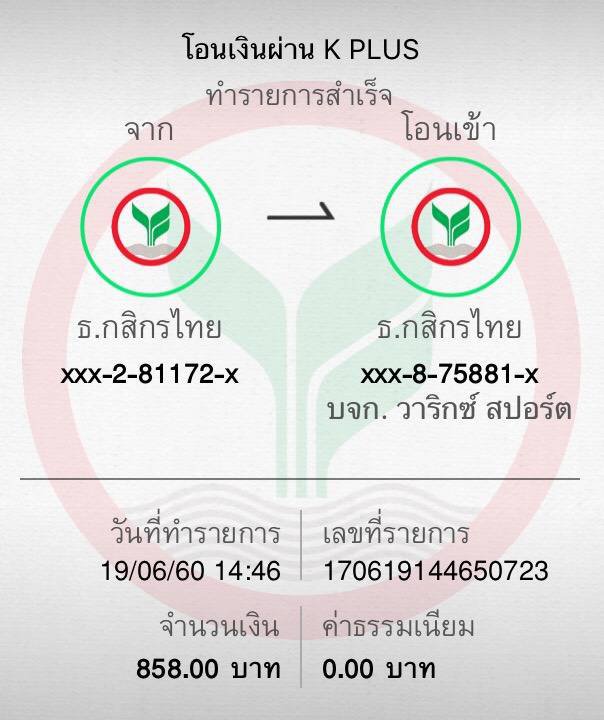 โอนเงินผ่าน K PLUS
ทำรายการสำเร็จ
จาก
โอนเข้า
ธ.กสิกรไทย
ธ.กสิกรไทย
xxx-2-81172-x
xxx-8-75881-x
บจก. วาริกซ์ สปอร์ต
วันที่ทำรายการ
เลขที่รายการ
19/06/60 14:46
170619144650723
จำนวนเงิน
ค่าธรรมเนียม
858.00 บาท
0.00 บาท